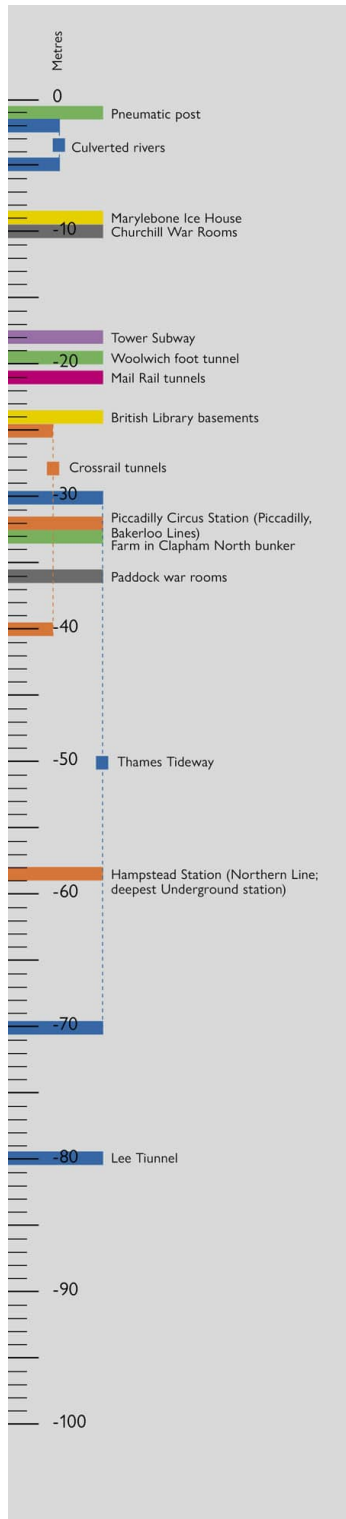 Metres
0
Pneumatic post
Culverted rivers
Marylebone Ice House
-10
Churchill War Rooms
Tower Subway
Woolwich foot tunnel
-20
Mail Rail tunnels
British Library basements
Crossrail tunnels
-30
Piccadilly Circus Station (Piccadilly,
Bakerloo Lines)
Farm in Clapham North bunker
Paddock war rooms
-40
-50
Thames Tideway
Hampstead Station (Northern Line;
deepest Underground station)
-60
-70
-80
Lee Tiunnel
-90
-100